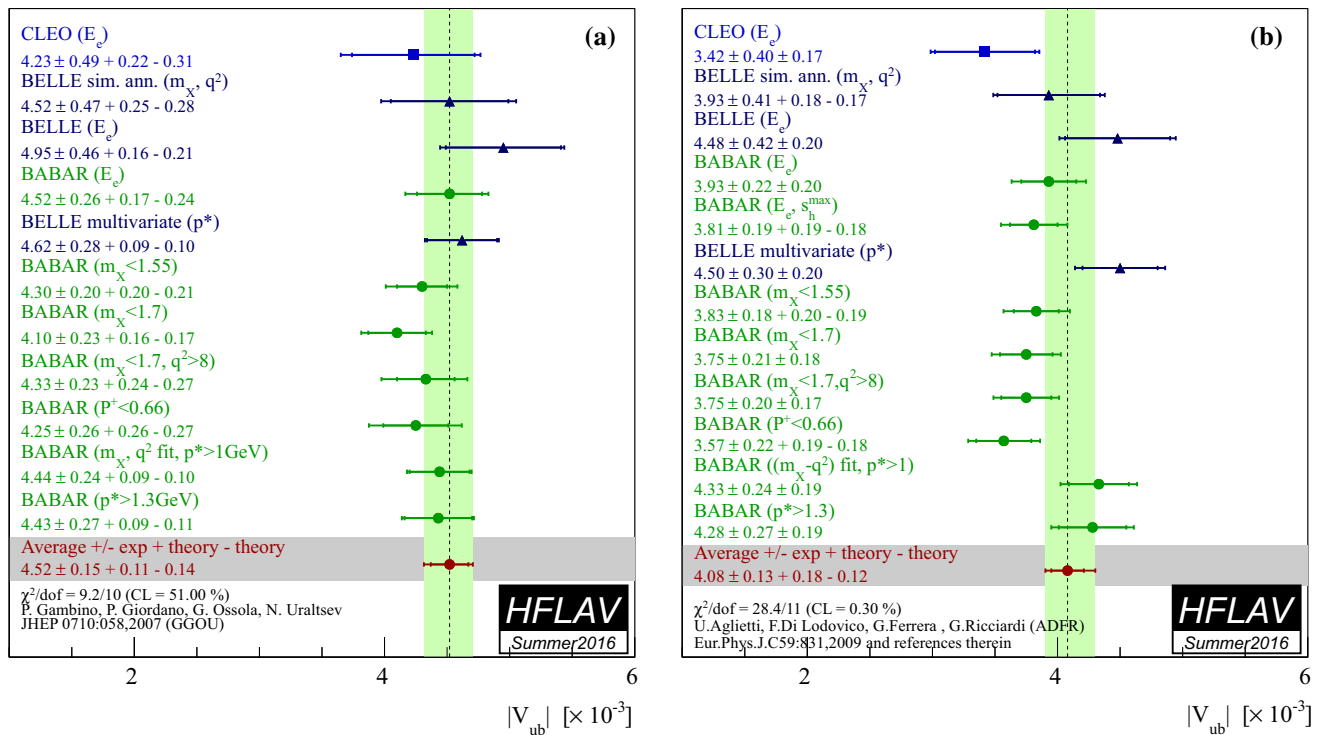 (a)
CLEO (E_e)
4.23 ± 0.49 + 0.22 - 0.31
BELLE sim. ann. (m_X, q²)
4.52 ± 0.47 + 0.25 - 0.28
BELLE (E_e)
4.95 ± 0.46 + 0.16 - 0.21
BABAR (E_e)
4.52 ± 0.26 + 0.17 - 0.24
BELLE multivariate (p*)
4.62 ± 0.28 + 0.09 - 0.10
BABAR (m_X<1.55)
4.30 ± 0.20 + 0.20 - 0.21
BABAR (m_X<1.7)
4.10 ± 0.23 + 0.16 - 0.17
BABAR (m_X<1.7, q²>8)
4.33 ± 0.23 + 0.24 - 0.27
BABAR (P⁺<0.66)
4.25 ± 0.26 + 0.26 - 0.27
BABAR (m_X, q² fit, p*>1GeV)
4.44 ± 0.24 + 0.09 - 0.10
BABAR (p*>1.3GeV)
4.43 ± 0.27 + 0.09 - 0.11
Average +/- exp + theory - theory
4.52 ± 0.15 + 0.11 - 0.14
χ²/dof = 9.2/10 (CL = 51.00 %)
P. Gambino, P. Giordano, G. Ossola, N. Uraltsev
JHEP 0710:058,2007 (GGOU)
HFLAV
Summer2016
2 4 6
|V_ub| [× 10⁻³]
(b)
CLEO (E_e)
3.42 ± 0.40 ± 0.17
BELLE sim. ann. (m_X, q²)
3.93 ± 0.41 + 0.18 - 0.17
BELLE (E_e)
4.48 ± 0.42 ± 0.20
BABAR (E_e)
3.93 ± 0.22 ± 0.20
BABAR (E_e, s_h^max)
3.81 ± 0.19 + 0.19 - 0.18
BELLE multivariate (p*)
4.50 ± 0.30 ± 0.20
BABAR (m_X<1.55)
3.83 ± 0.18 + 0.20 - 0.19
BABAR (m_X<1.7)
3.75 ± 0.21 ± 0.18
BABAR (m_X<1.7,q²>8)
3.75 ± 0.20 ± 0.17
BABAR (P⁺<0.66)
3.57 ± 0.22 + 0.19 - 0.18
BABAR ((m_X-q²) fit, p*>1)
4.33 ± 0.24 ± 0.19
BABAR (p*>1.3)
4.28 ± 0.27 ± 0.19
Average +/- exp + theory - theory
4.08 ± 0.13 + 0.18 - 0.12
χ²/dof = 28.4/11 (CL = 0.30 %)
U.Aglietti, F.Di Lodovico, G.Ferrera , G.Ricciardi (ADFR)
Eur.Phys.J.C59:831,2009 and references therein
HFLAV
Summer2016
2 4 6
|V_ub| [× 10⁻³]